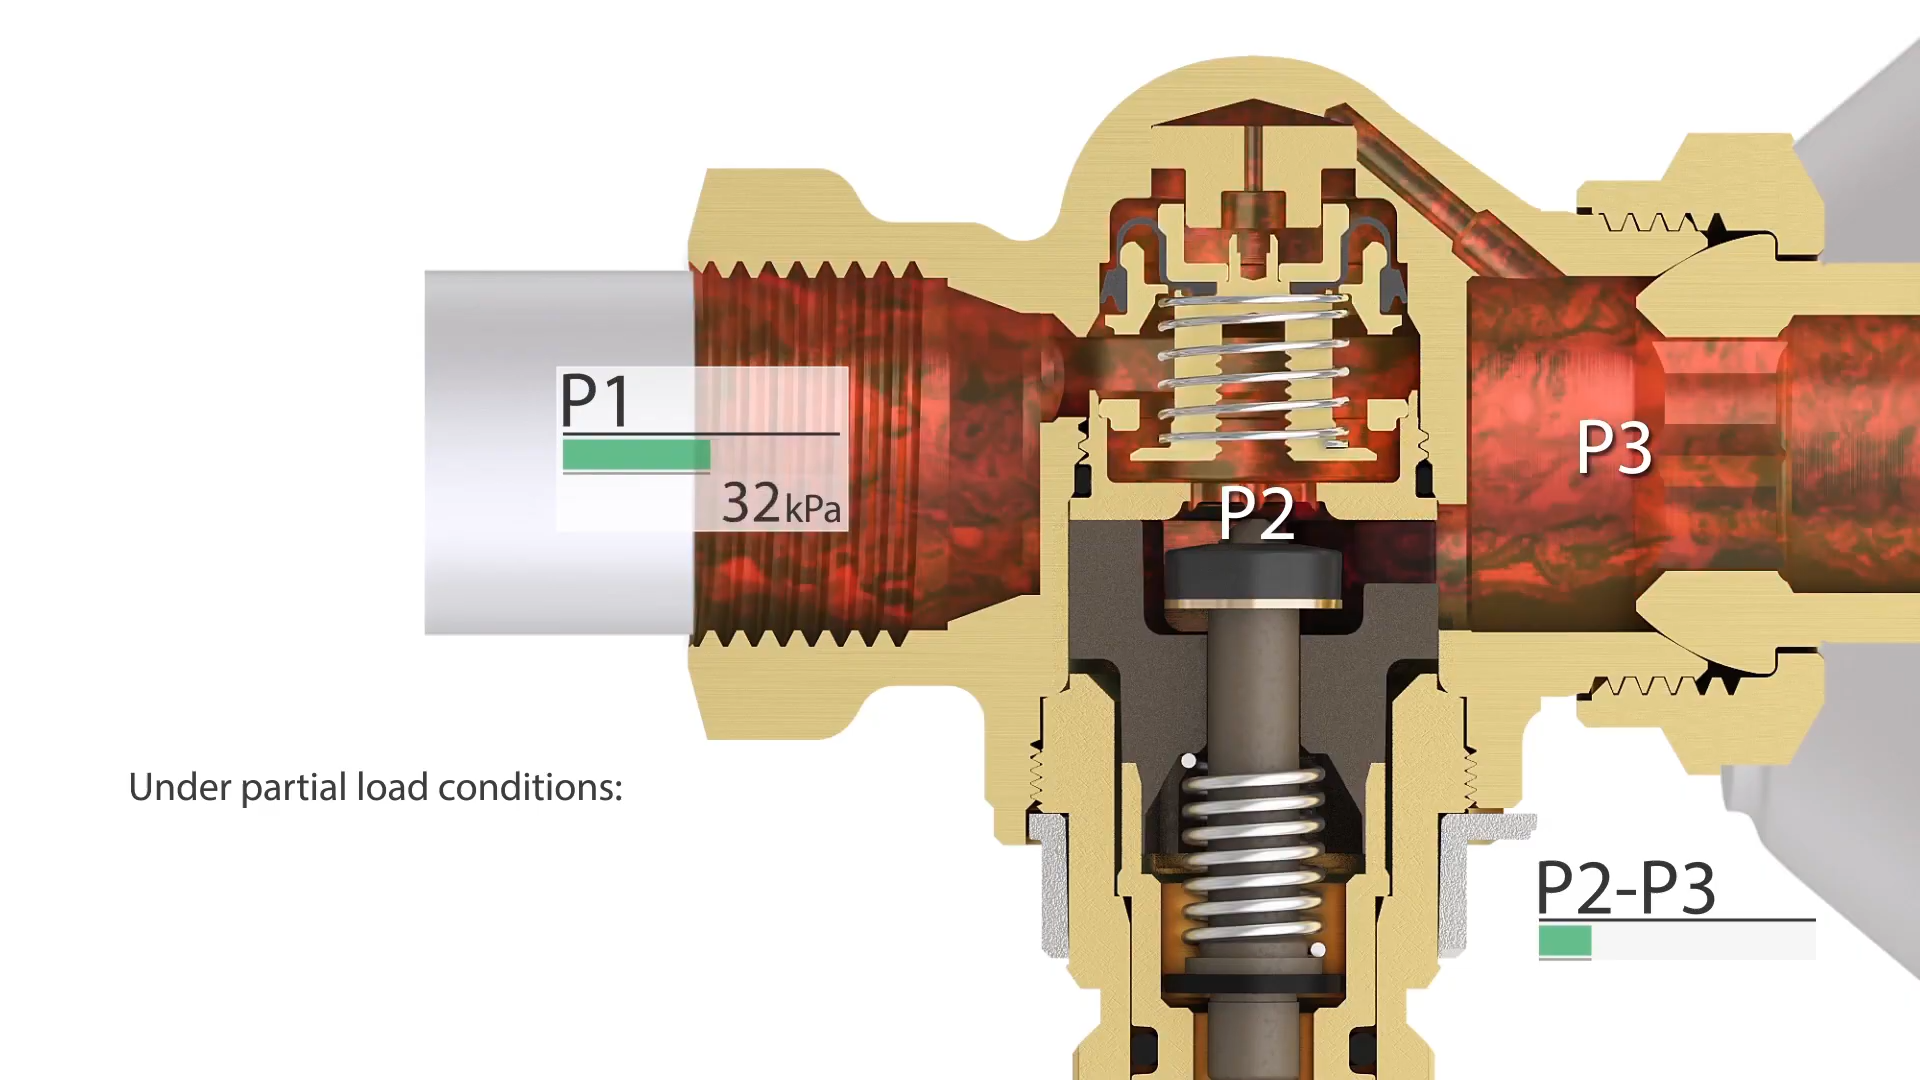 P1
32kPa
P2
P3
Under partial load conditions:
P2-P3